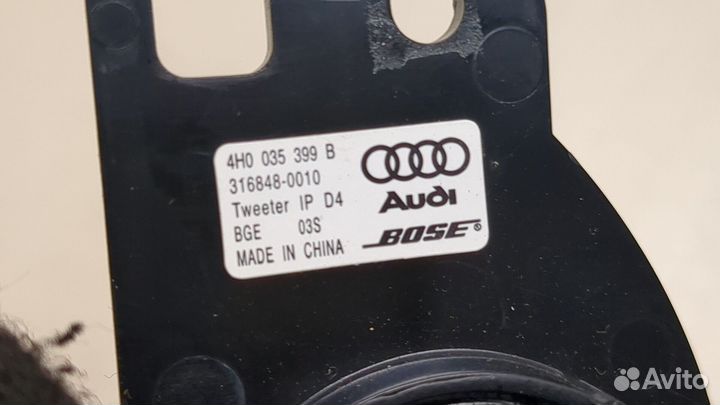 4H0 035 399 B
316848-0010
Tweeter IP D4
BGE 03S
MADE IN CHINA
Audi
BOSE®
Avito